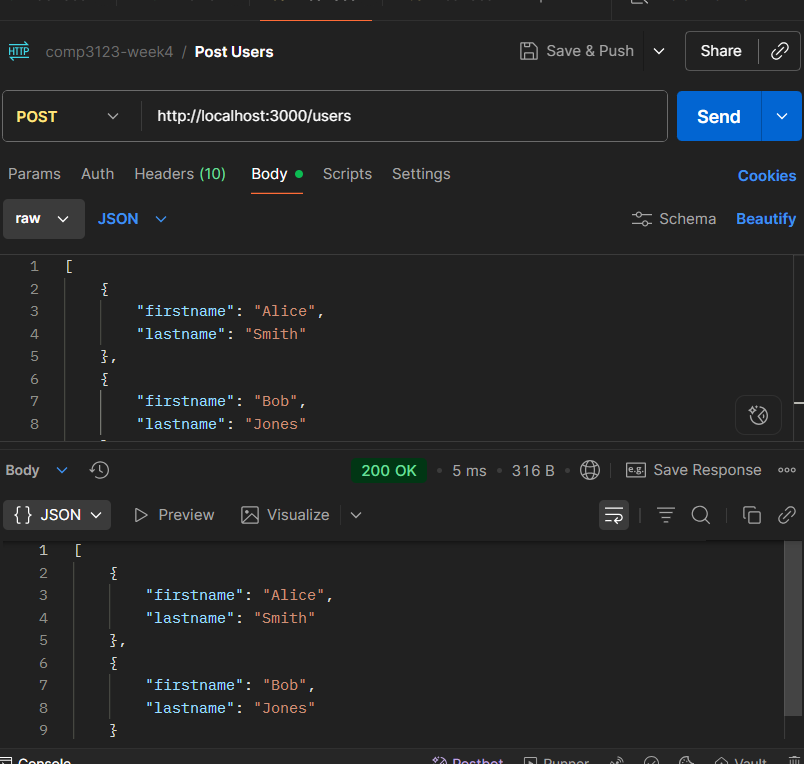 HTTP comp3123-week4 / Post Users Save & Push Share
POST http://localhost:3000/users Send
Params Auth Headers (10) Body Scripts Settings Cookies
raw JSON Schema Beautify
1 [
2 {
3 "firstname": "Alice",
4 "lastname": "Smith"
5 },
6 {
7 "firstname": "Bob",
8 "lastname": "Jones"
Body 200 OK 5 ms 316 B e.g. Save Response
{} JSON Preview Visualize
1 [
2 {
3 "firstname": "Alice",
4 "lastname": "Smith"
5 },
6 {
7 "firstname": "Bob",
8 "lastname": "Jones"
9 }
Console Postbot Runner Vault